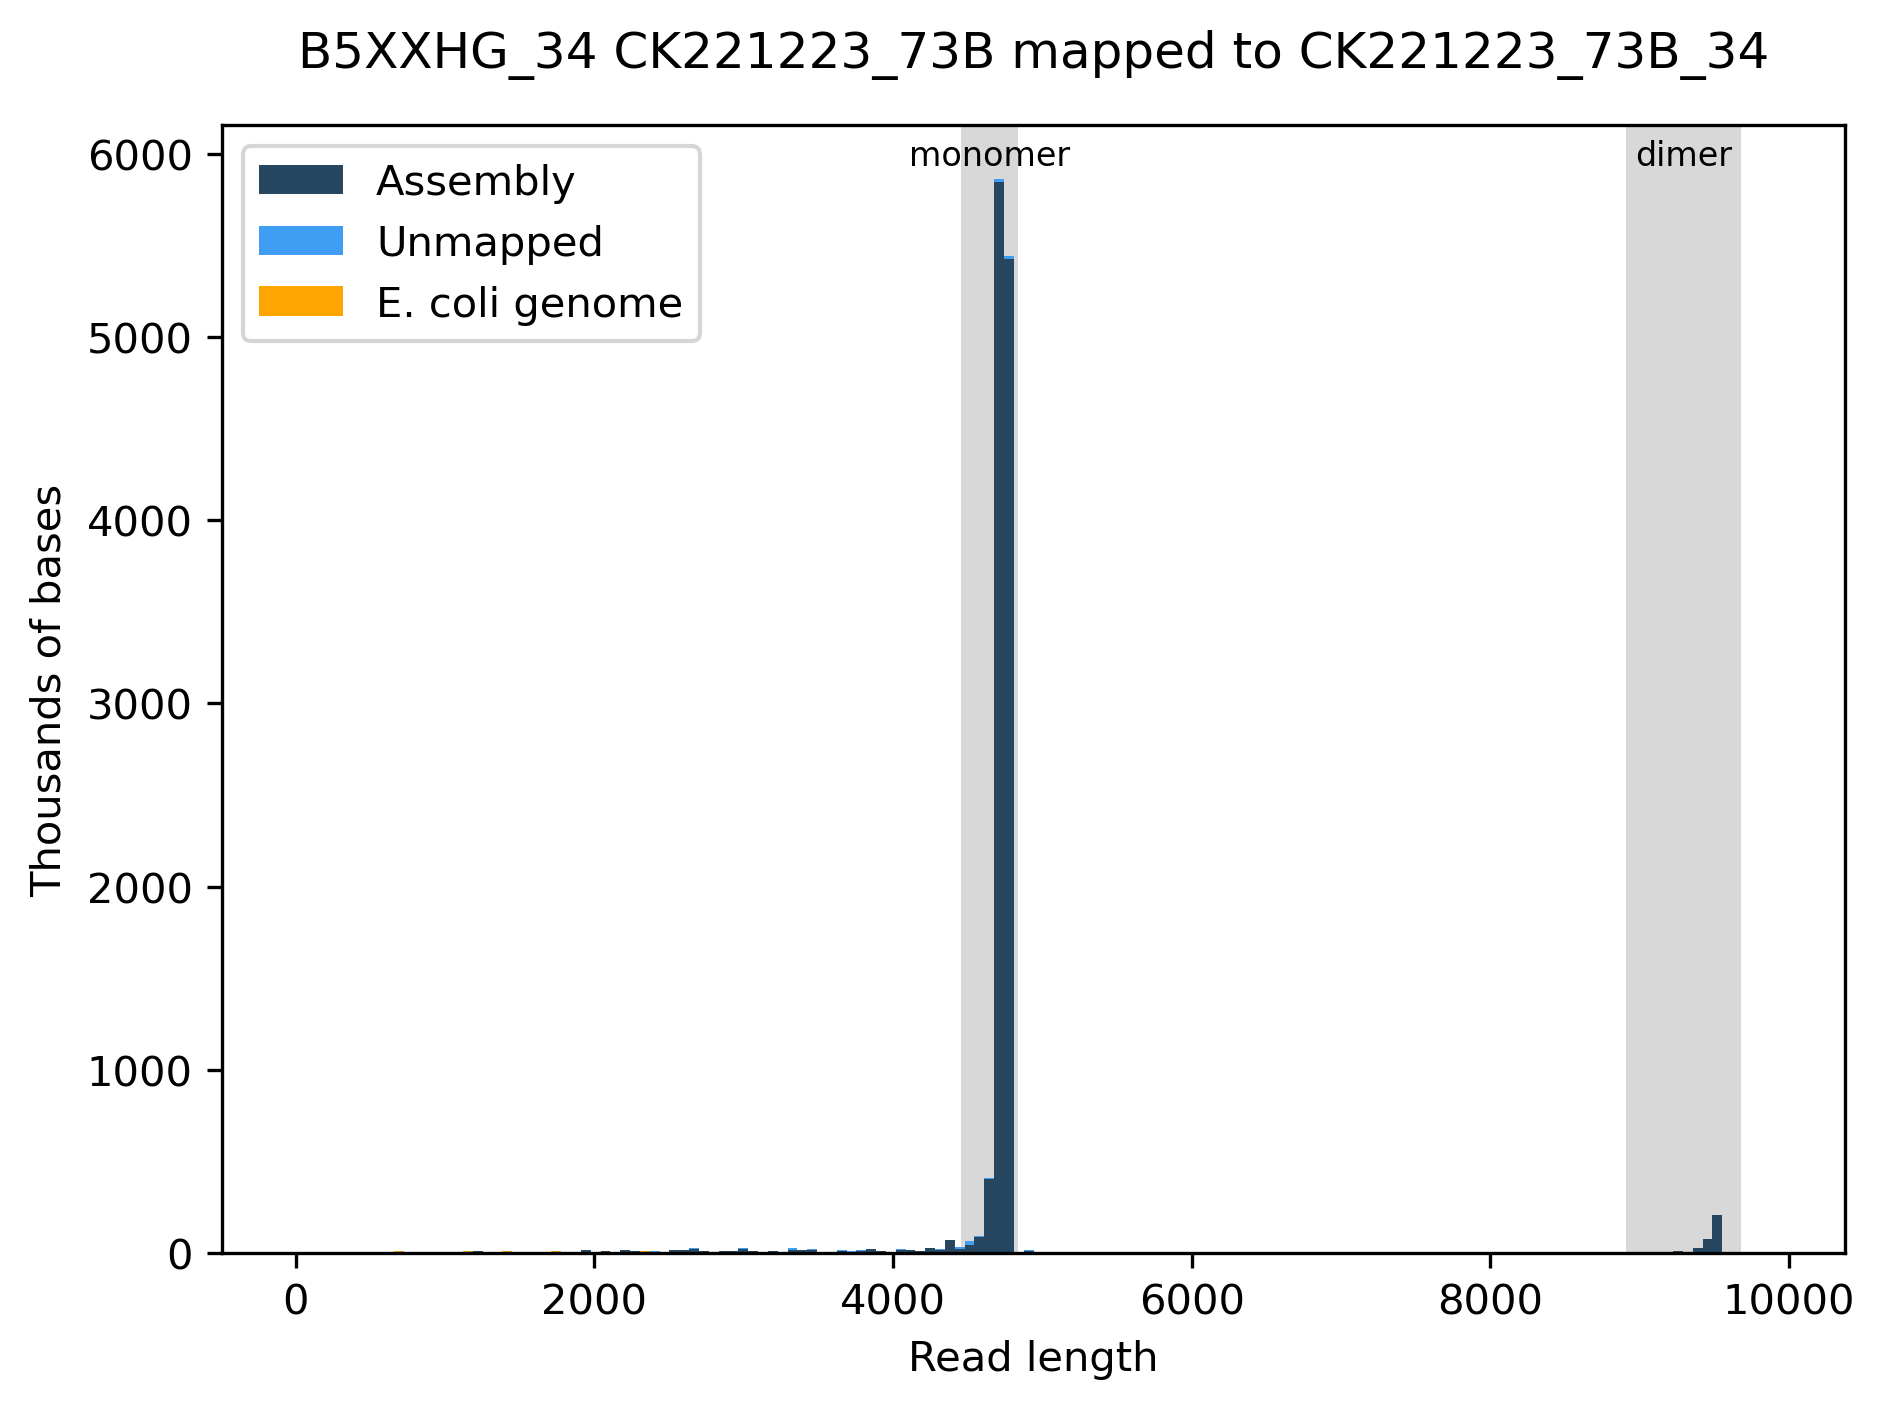 B5XXHG_34 CK221223_73B mapped to CK221223_73B_34
6000
5000
4000
3000
2000
1000
0
Thousands of bases
Assembly
Unmapped
E. coli genome
monomer
dimer
0 2000 4000 6000 8000 10000
Read length